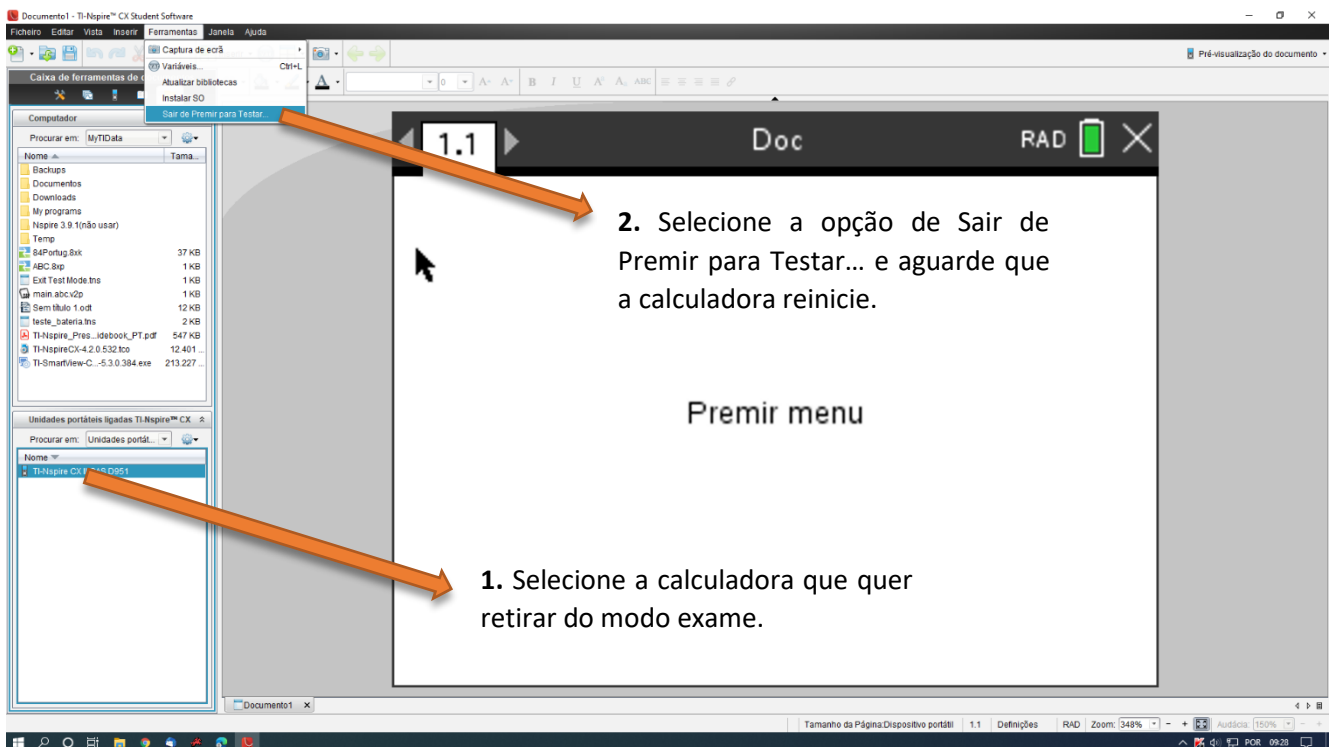 Documento1 - TI-Nspire™ CX Student Software
Ficheiro Editar Vista Inserir Ferramentas Janela Ajuda
Captura de ecrã
Variáveis... Ctrl+L
Atualizar bibliotecas
Instalar SO
Sair de Premir para Testar...
Pré-visualização do documento
Caixa de ferramentas de
0 A- A+ B I U ABC
Computador
Procurar em: MyTIData
Nome Tama...
Backups
Documentos
Downloads
My programs
Nspire 3.9.1(não usar)
Temp
84Portug.8xk 37 KB
ABC.8xp 1 KB
Exit Test Mode.tns 1 KB
main.abc.v2p 1 KB
Sem título 1.odt 12 KB
teste_bateria.tns 2 KB
TI-Nspire_Pres...idebook_PT.pdf 547 KB
TI-NspireCX-4.2.0.532.tco 12.401 ...
TI-SmartView-C...-5.3.0.384.exe 213.227 ...
Unidades portáteis ligadas TI-Nspire™ CX
Procurar em: Unidades portát...
Nome
TI-Nspire CX D951
1.1 Doc RAD
2. Selecione a opção de Sair de
Premir para Testar... e aguarde que
a calculadora reinicie.
Premir menu
1. Selecione a calculadora que quer
retirar do modo exame.
Documento1
Tamanho da Página:Dispositivo portátil 1.1 Definições RAD Zoom: 348% Audácia: 150%
POR 09:28